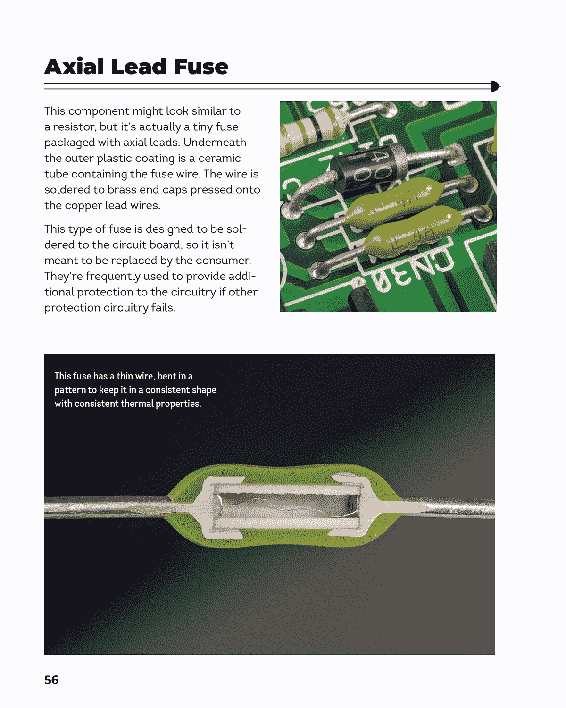 Axial Lead Fuse
This component might look similar to
a resistor, but it's actually a tiny fuse
packaged with axial leads. Underneath
the outer plastic coating is a ceramic
tube containing the fuse wire. The wire is
soldered to brass end caps pressed onto
the copper lead wires.
This type of fuse is designed to be sol-
dered to the circuit board, so it isn't
meant to be replaced by the consumer.
They're frequently used to provide addi-
tional protection to the circuitry if other
protection circuitry fails.
CN30
This fuse has a thin wire, bent in a
pattern to keep it in a consistent shape
with consistent thermal properties.
56